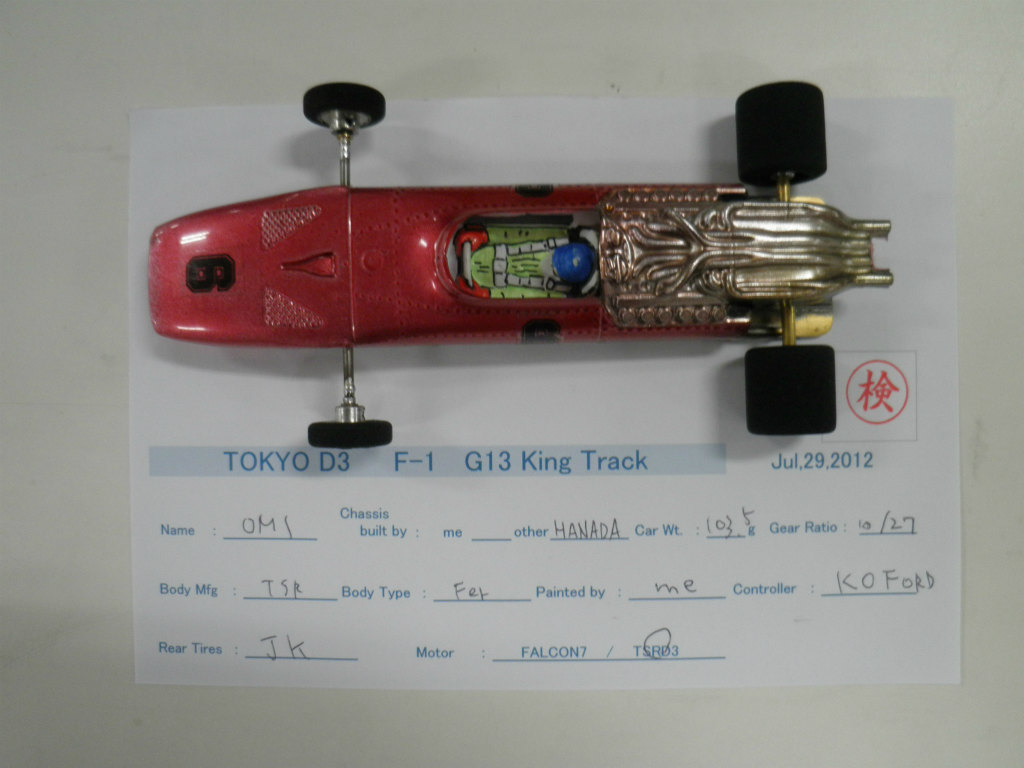 6
検
TOKYO D3 F-1 G13 King Track Jul,29,2012
Name : OMI Chassis built by : me other HANADA Car Wt. : 103.5 g Gear Ratio : 10/27
Body Mfg : TSR Body Type : Fer Painted by : me Controller : KOFORD
Rear Tires : JK Motor : FALCON7 / TSRD3